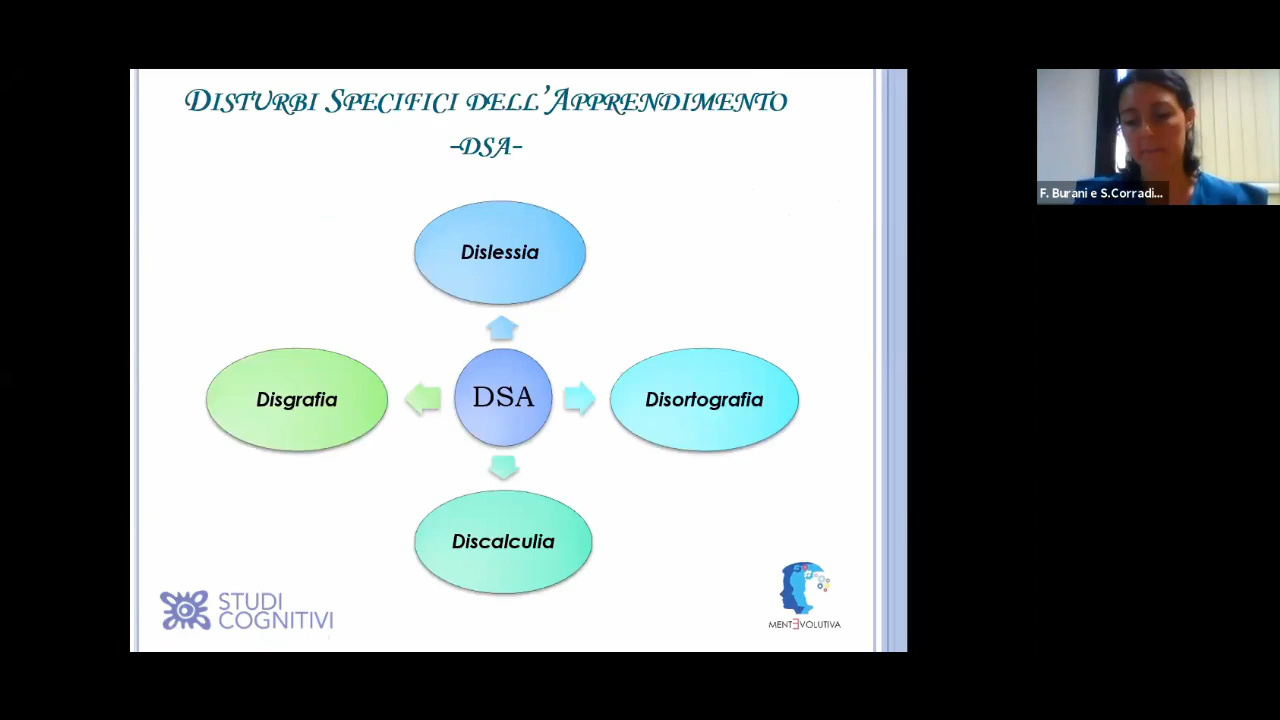 Disturbi Specifici dell'Apprendimento
-DSA-
Dislessia
Disgrafia
DSA
Disortografia
Discalculia
STUDI
COGNITIVI
MENTEVOLUTIVA
F. Burani e S.Corradi...